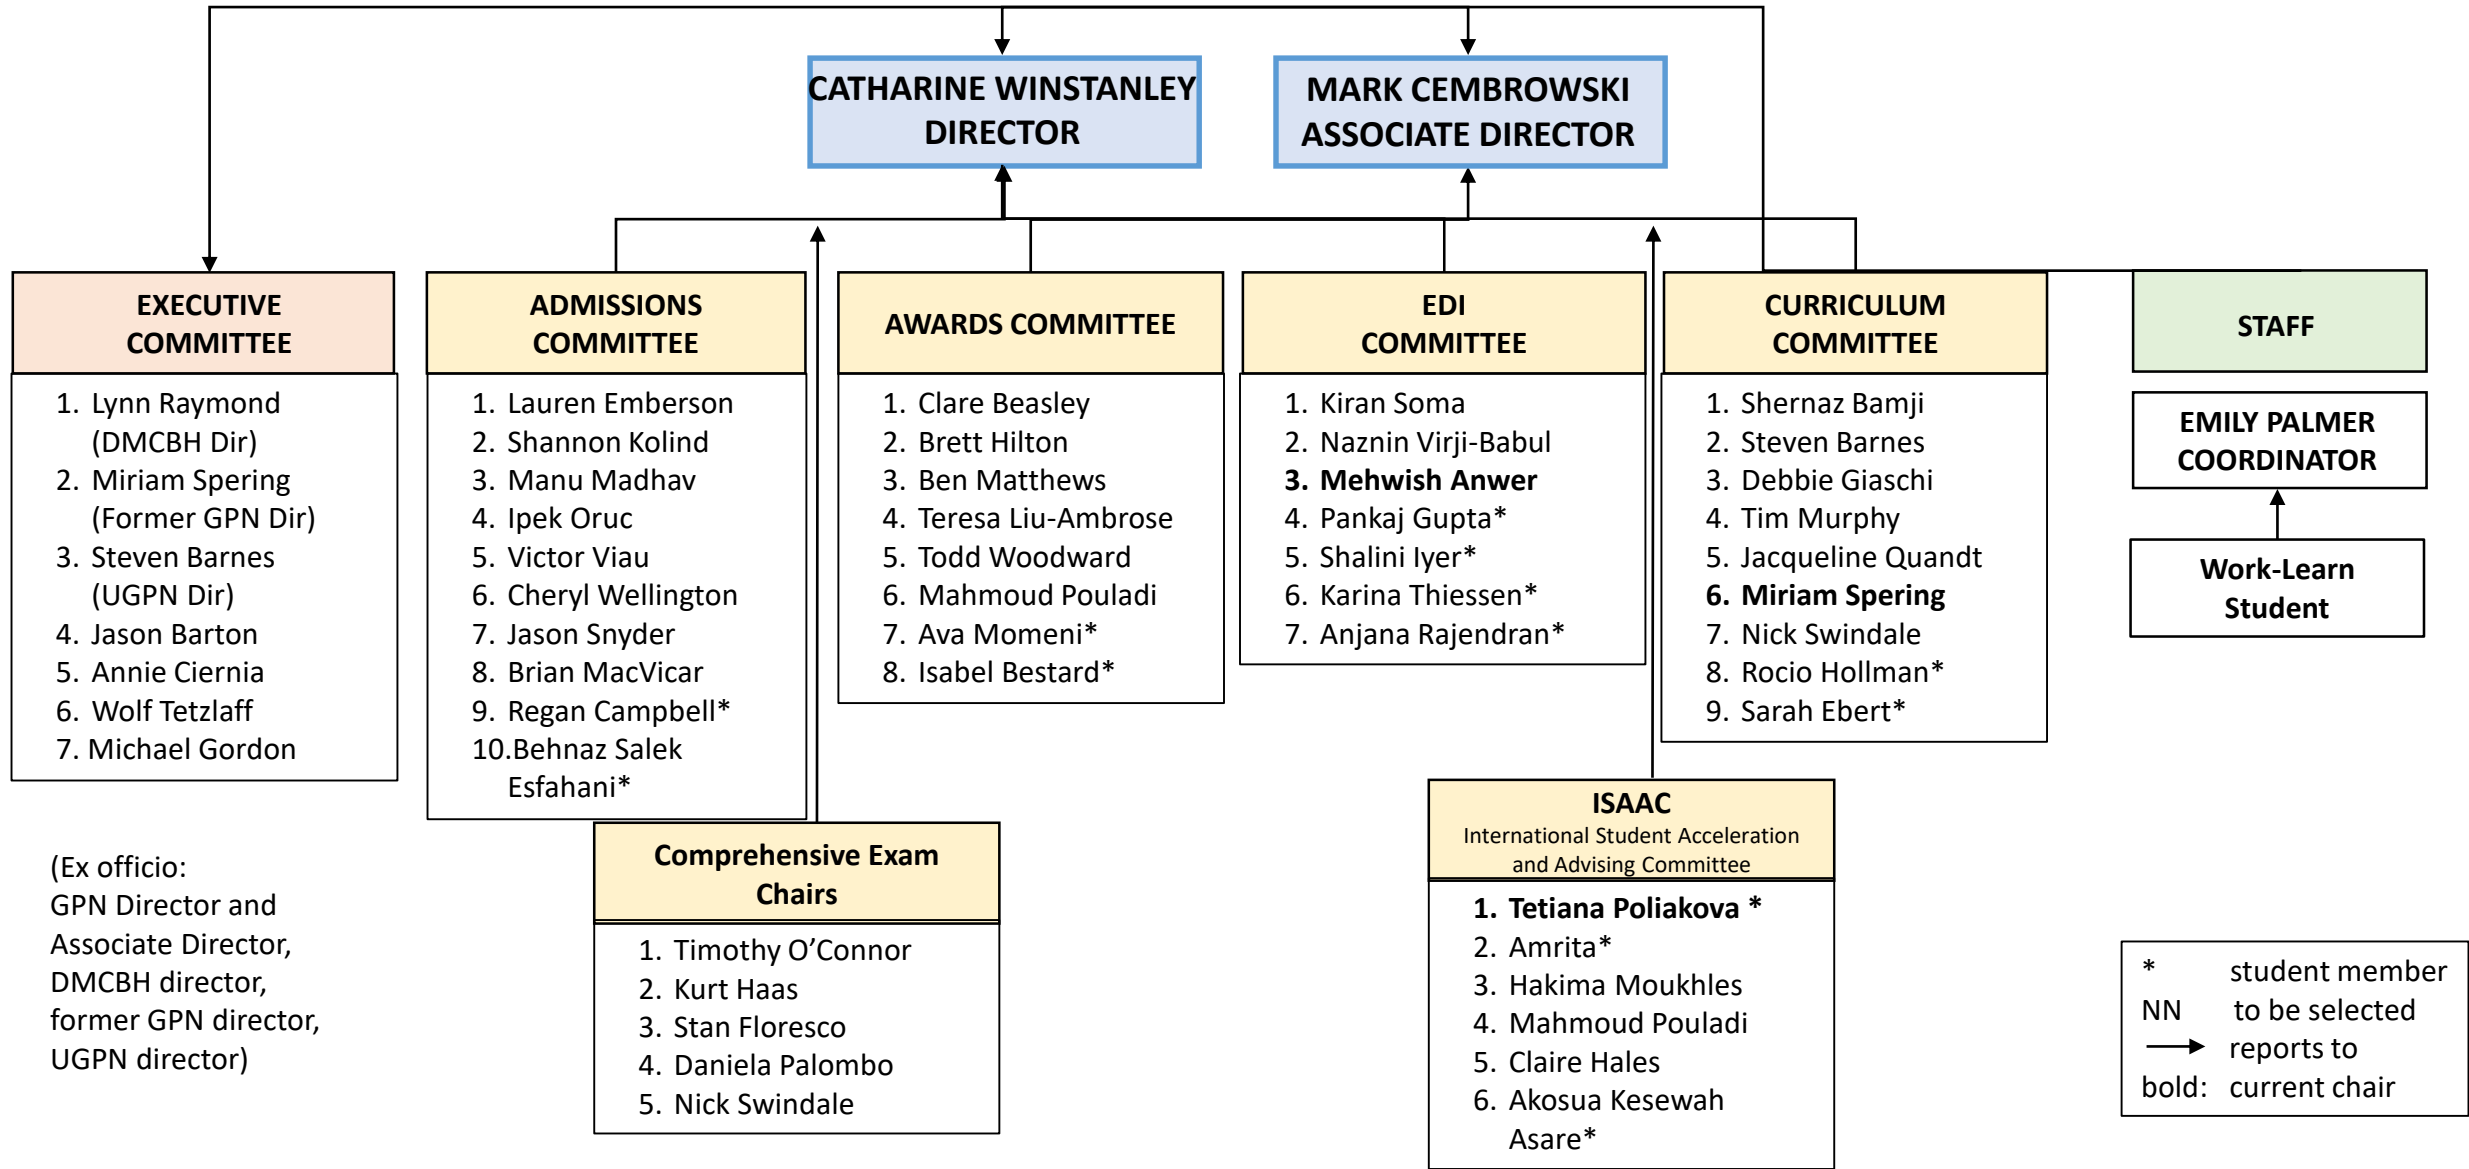 CATHARINE WINSTANLEY
DIRECTOR
MARK CEMBROWSKI
ASSOCIATE DIRECTOR
EXECUTIVE
COMMITTEE
1. Lynn Raymond
(DMCBH Dir)
2. Miriam Spering
(Former GPN Dir)
3. Steven Barnes
(UGPN Dir)
4. Jason Barton
5. Annie Ciernia
6. Wolf Tetzlaff
7. Michael Gordon
(Ex officio:
GPN Director and
Associate Director,
DMCBH director,
former GPN director,
UGPN director)
ADMISSIONS
COMMITTEE
1. Lauren Emberson
2. Shannon Kolind
3. Manu Madhav
4. Ipek Oruc
5. Victor Viau
6. Cheryl Wellington
7. Jason Snyder
8. Brian MacVicar
9. Regan Campbell*
10.Behnaz Salek
Esfahani*
Comprehensive Exam
Chairs
1. Timothy O’Connor
2. Kurt Haas
3. Stan Floresco
4. Daniela Palombo
5. Nick Swindale
AWARDS COMMITTEE
1. Clare Beasley
2. Brett Hilton
3. Ben Matthews
4. Teresa Liu-Ambrose
5. Todd Woodward
6. Mahmoud Pouladi
7. Ava Momeni*
8. Isabel Bestard*
EDI
COMMITTEE
1. Kiran Soma
2. Naznin Virji-Babul
3. Mehwish Anwer
4. Pankaj Gupta*
5. Shalini Iyer*
6. Karina Thiessen*
7. Anjana Rajendran*
CURRICULUM
COMMITTEE
1. Shernaz Bamji
2. Steven Barnes
3. Debbie Giaschi
4. Tim Murphy
5. Jacqueline Quandt
6. Miriam Spering
7. Nick Swindale
8. Rocio Hollman*
9. Sarah Ebert*
ISAAC
International Student Acceleration
and Advising Committee
1. Tetiana Poliakova *
2. Amrita*
3. Hakima Moukhles
4. Mahmoud Pouladi
5. Claire Hales
6. Akosua Kesewah
Asare*
STAFF
EMILY PALMER
COORDINATOR
Work-Learn
Student
* student member
NN to be selected
reports to
bold: current chair